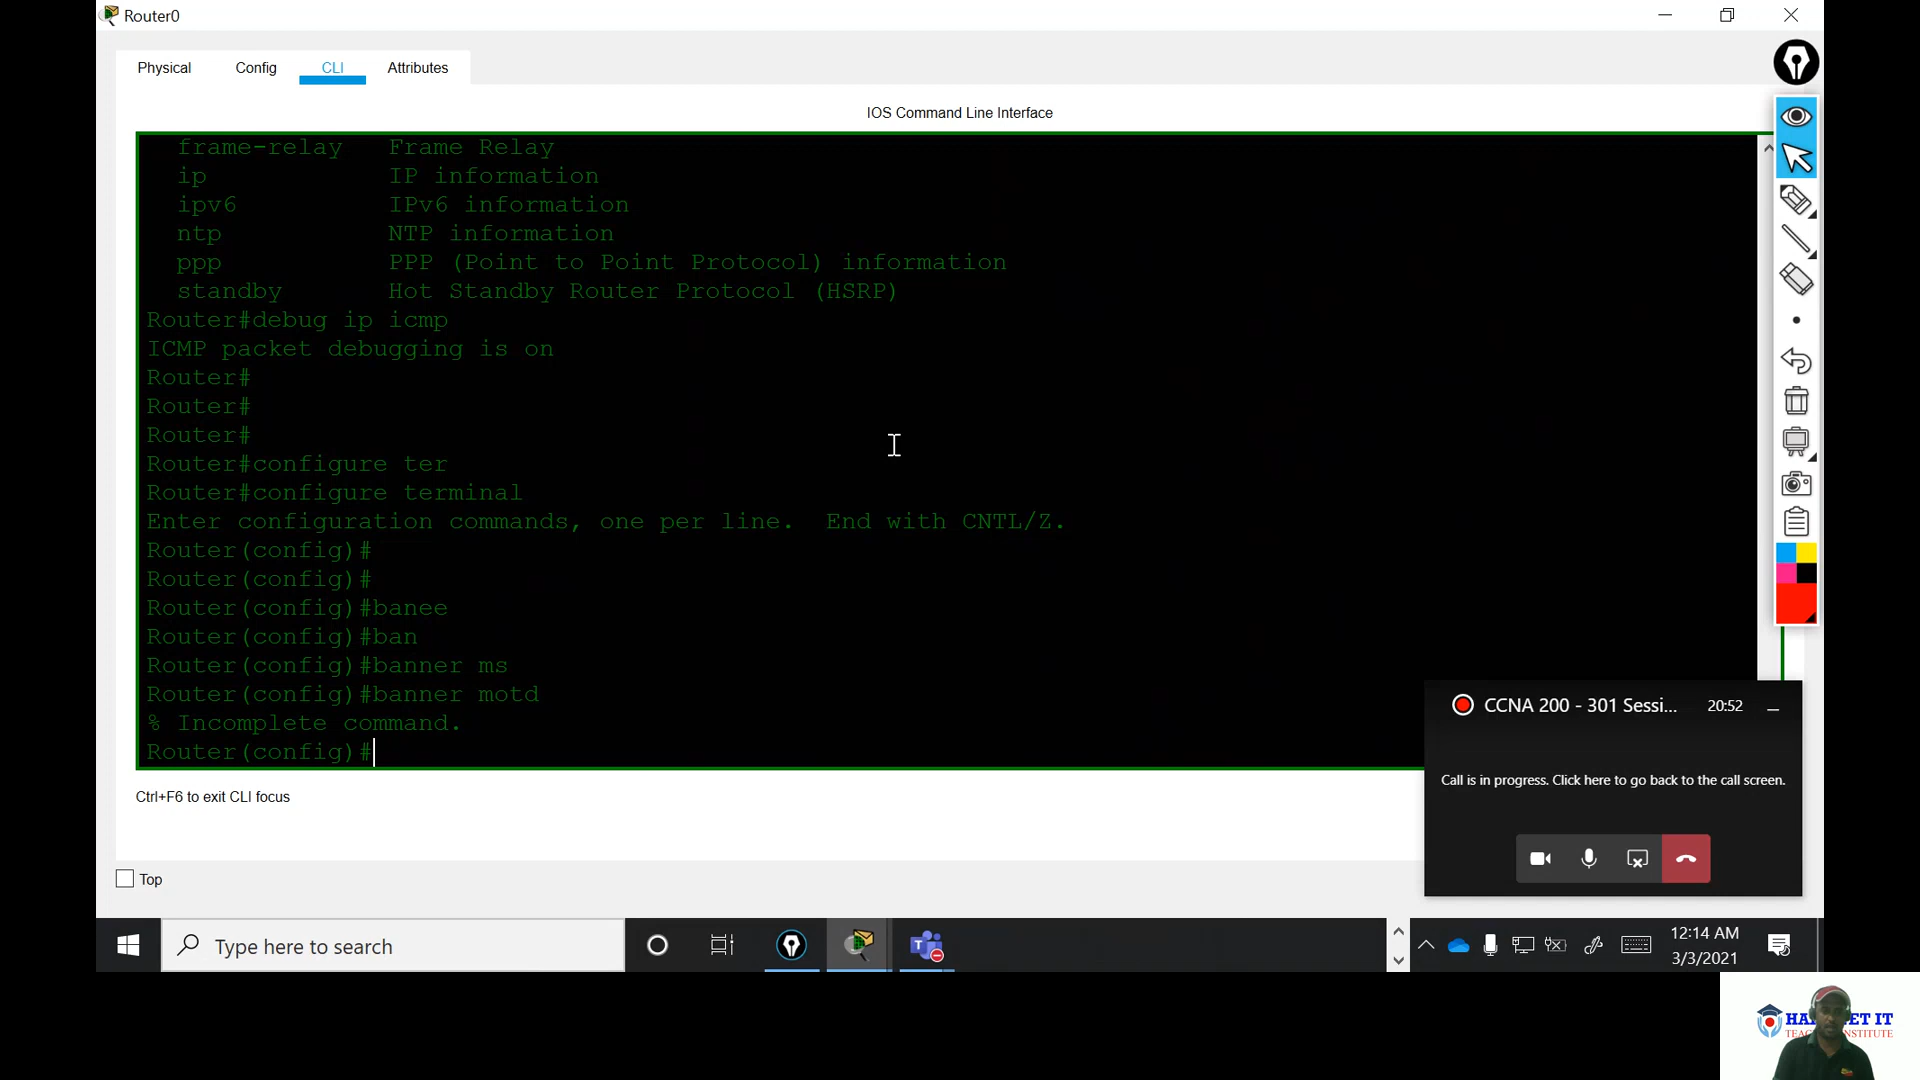 Router0
Physical
Config
CLI
Attributes
IOS Command Line Interface
frame-relay Frame Relay
ip IP information
ipv6 IPv6 information
ntp NTP information
ppp PPP (Point to Point Protocol) information
standby Hot Standby Router Protocol (HSRP)
Router#debug ip icmp
ICMP packet debugging is on
Router#
Router#
Router#
Router#configure ter
Router#configure terminal
Enter configuration commands, one per line. End with CNTL/Z.
Router(config)#
Router(config)#
Router(config)#banee
Router(config)#ban
Router(config)#banner ms
Router(config)#banner motd
% Incomplete command.
Router(config)#
CCNA 200 - 301 Sessi... 20:52
Call is in progress. Click here to go back to the call screen.
Ctrl+F6 to exit CLI focus
Top
Type here to search
12:14 AM
3/3/2021